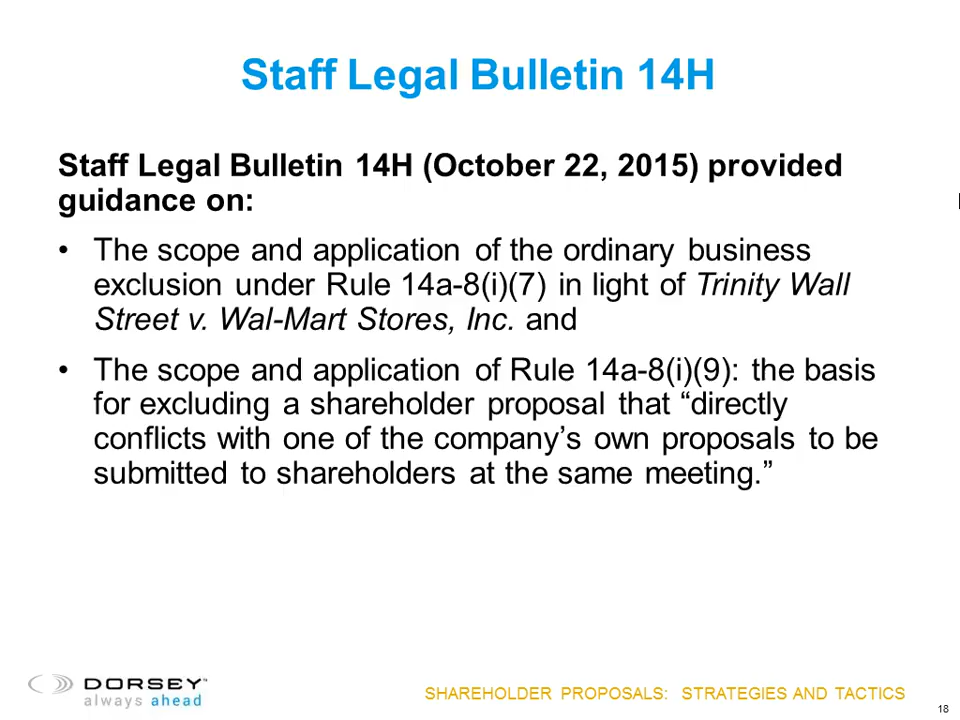 Staff Legal Bulletin 14H
Staff Legal Bulletin 14H (October 22, 2015) provided
guidance on:
• The scope and application of the ordinary business
exclusion under Rule 14a-8(i)(7) in light of Trinity Wall
Street v. Wal-Mart Stores, Inc. and
• The scope and application of Rule 14a-8(i)(9): the basis
for excluding a shareholder proposal that “directly
conflicts with one of the company’s own proposals to be
submitted to shareholders at the same meeting.”
DORSEY™
always ahead
SHAREHOLDER PROPOSALS: STRATEGIES AND TACTICS
18